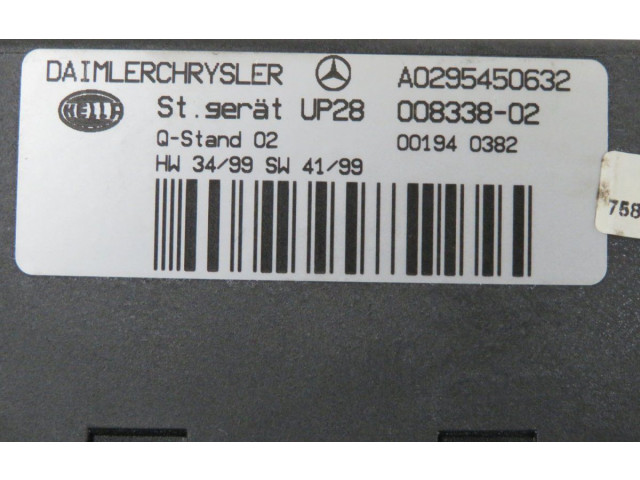 DAIMLERCHRYSLER A0295450632
HELLA St.gerät UP28 008338-02
Q-Stand 02 00194 0382
HW 34/99 SW 41/99
758